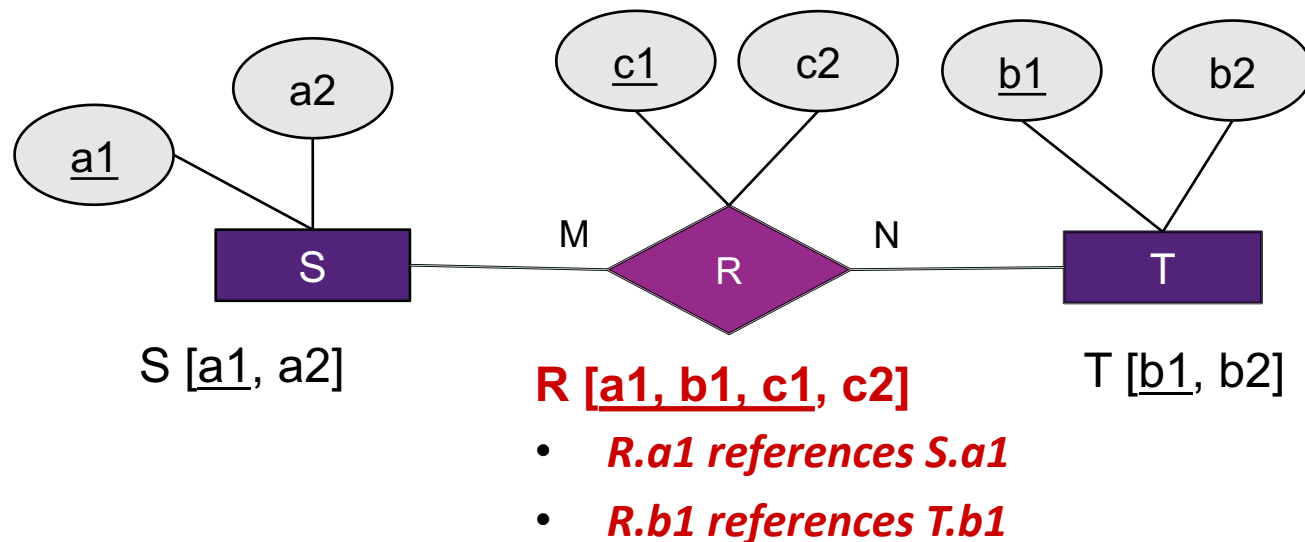 c1
c2
b1
b2
a2
a1
M
N
S
R
T
S [a1, a2]
R [a1, b1, c1, c2]
T [b1, b2]
• R.a1 references S.a1
• R.b1 references T.b1